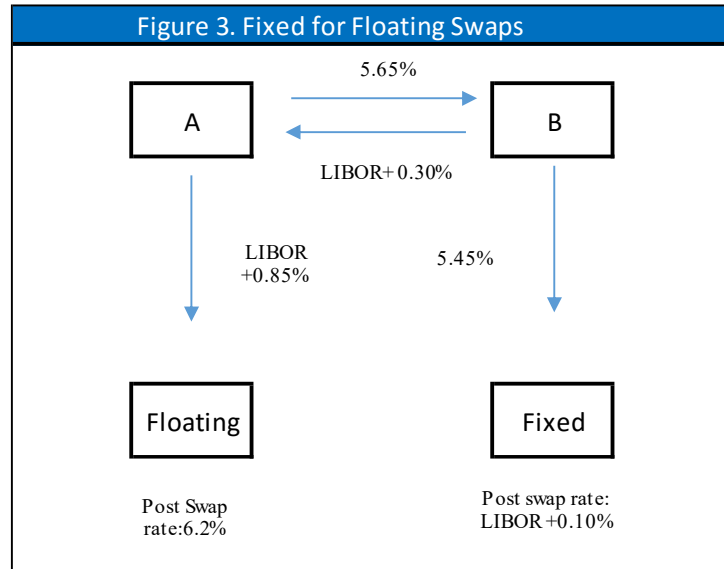 Figure 3. Fixed for Floating Swaps
5.65%
A
B
LIBOR+0.30%
LIBOR
+0.85%
5.45%
Floating
Fixed
Post Swap
rate:6.2%
Post swap rate:
LIBOR+0.10%